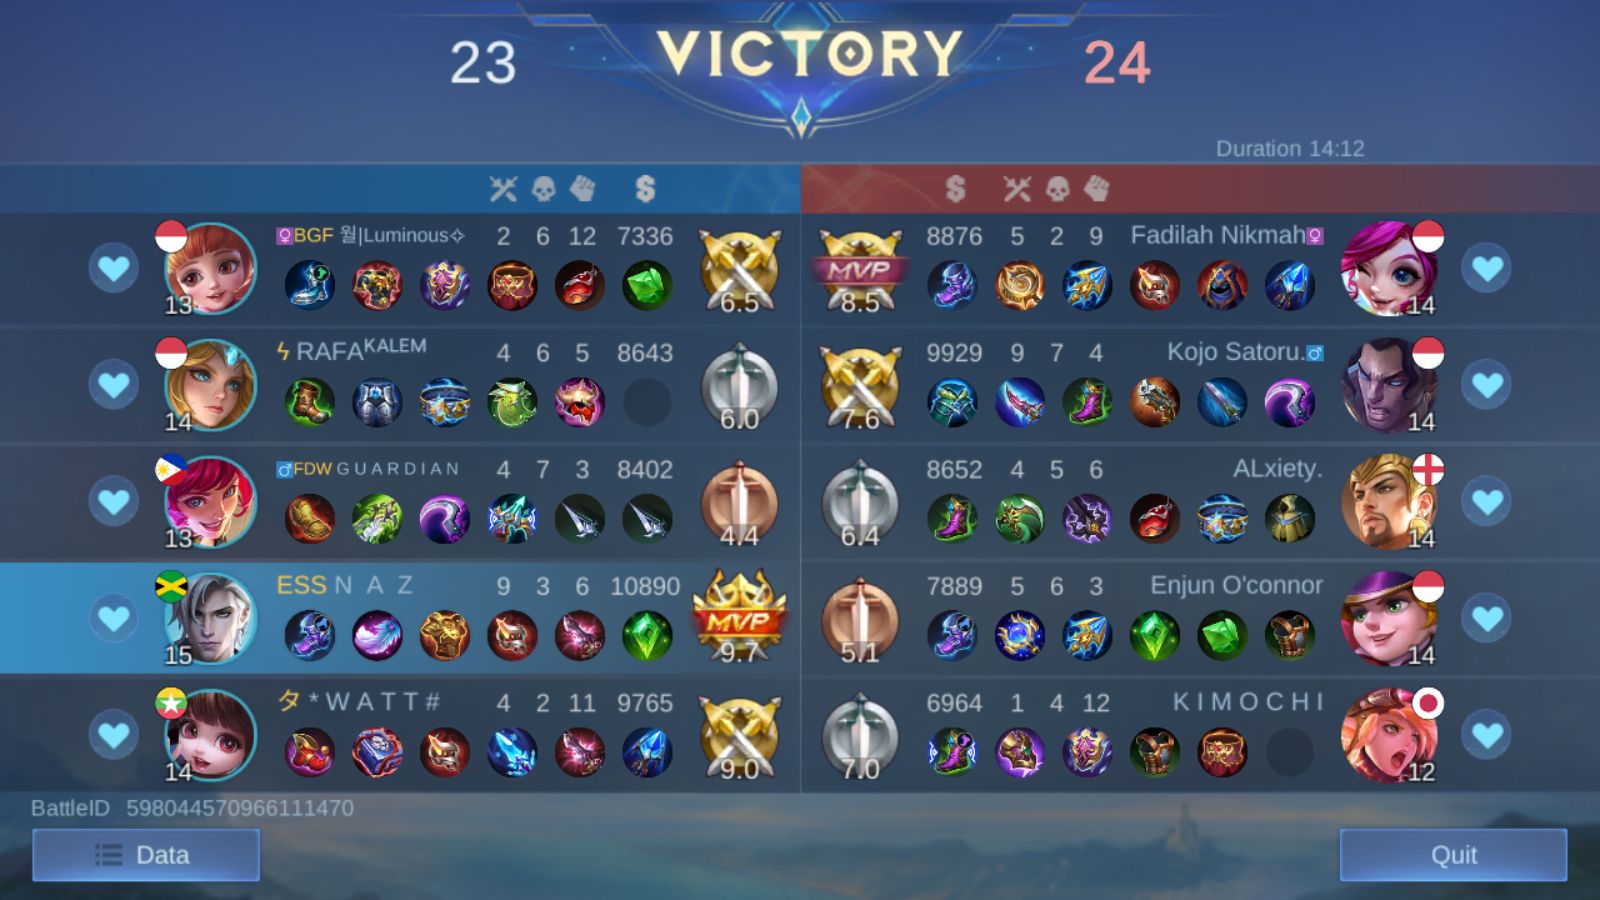 23 VICTORY 24
Duration 14:12
BGF 월|Luminous✧ 2 6 12 7336
13 6.5
8876 5 2 9 Fadilah Nikmah
MVP 8.5 14
RAFAᴷᴬᴸᴱᴹ 4 6 5 8643
14 6.0
9929 9 7 4 Kojo Satoru.
7.6 14
FDW G U A R D I A N 4 7 3 8402
13 4.4
8652 4 5 6 ALxiety.
6.4 14
ESS N A Z 9 3 6 10890
15 MVP 9.7
7889 5 6 3 Enjun O'connor
5.1 14
タ * W A T T # 4 2 11 9765
14 9.0
6964 1 4 12 K I M O C H I
7.0 12
BattleID 598044570966111470
Data
Quit